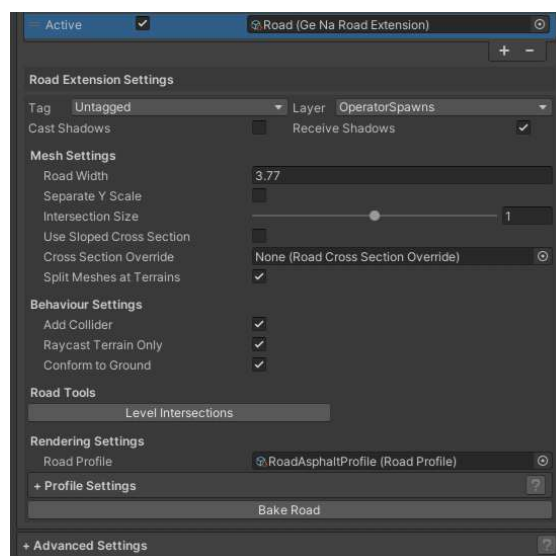 Active Road (Ge Na Road Extension)
+ -
Road Extension Settings
Tag Untagged Layer OperatorSpawns
Cast Shadows Receive Shadows
Mesh Settings
Road Width 3.77
Separate Y Scale
Intersection Size 1
Use Sloped Cross Section
Cross Section Override None (Road Cross Section Override)
Split Meshes at Terrains
Behaviour Settings
Add Collider
Raycast Terrain Only
Conform to Ground
Road Tools
Level Intersections
Rendering Settings
Road Profile RoadAsphaltProfile (Road Profile)
+ Profile Settings ?
Bake Road
+ Advanced Settings ?